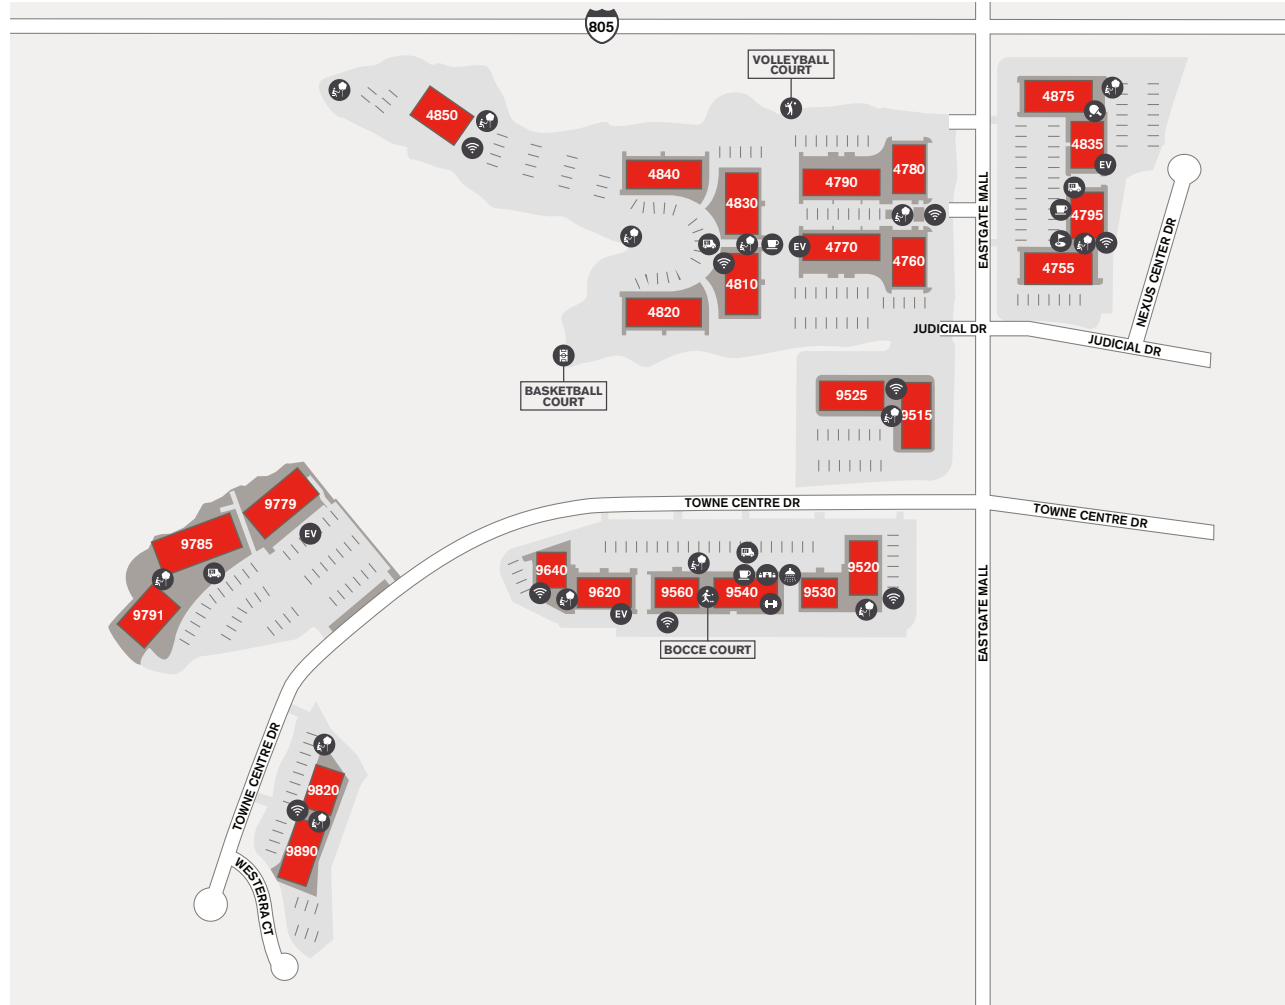 805
VOLLEYBALL
COURT
4850
4875
4835
EV
4840
4830
4790
4780
4795
4770
4760
EV
4755
4810
4820
EASTGATE MALL
NEXUS CENTER DR
JUDICIAL DR
JUDICIAL DR
BASKETBALL
COURT
9525
9515
TOWNE CENTRE DR
TOWNE CENTRE DR
9779
EV
9785
9791
9640
9620
EV
9560
9540
9530
9520
BOCCE COURT
EASTGATE MALL
TOWNE CENTRE DR
9820
9890
WESTERRA CT